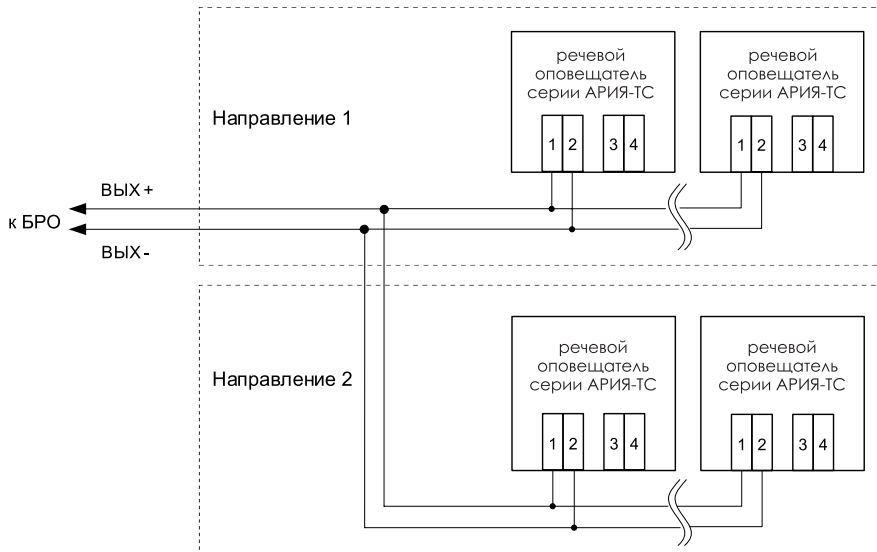 речевой
оповещатель
серии АРИЯ-ТС
1 2 3 4
речевой
оповещатель
серии АРИЯ-ТС
1 2 3 4
Направление 1
ВЫХ +
к БРО
ВЫХ -
речевой
оповещатель
серии АРИЯ-ТС
1 2 3 4
речевой
оповещатель
серии АРИЯ-ТС
1 2 3 4
Направление 2